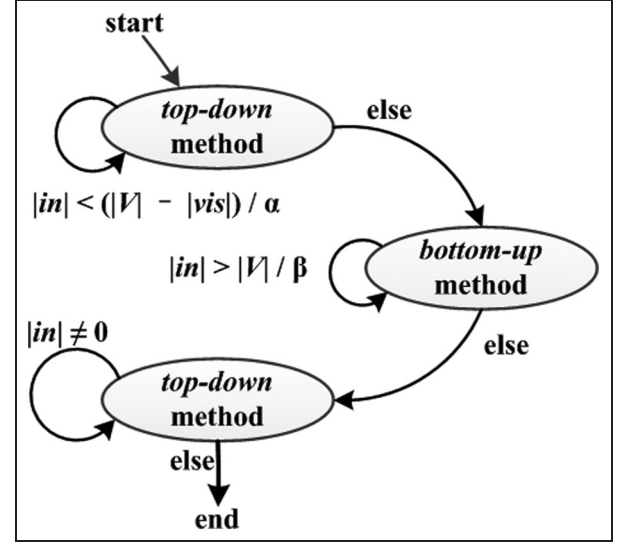 start
top-down
method
else
|in| < (|V| - |vis|) / α
bottom-up
method
|in| > |V| / β
else
|in| ≠ 0
top-down
method
else
end